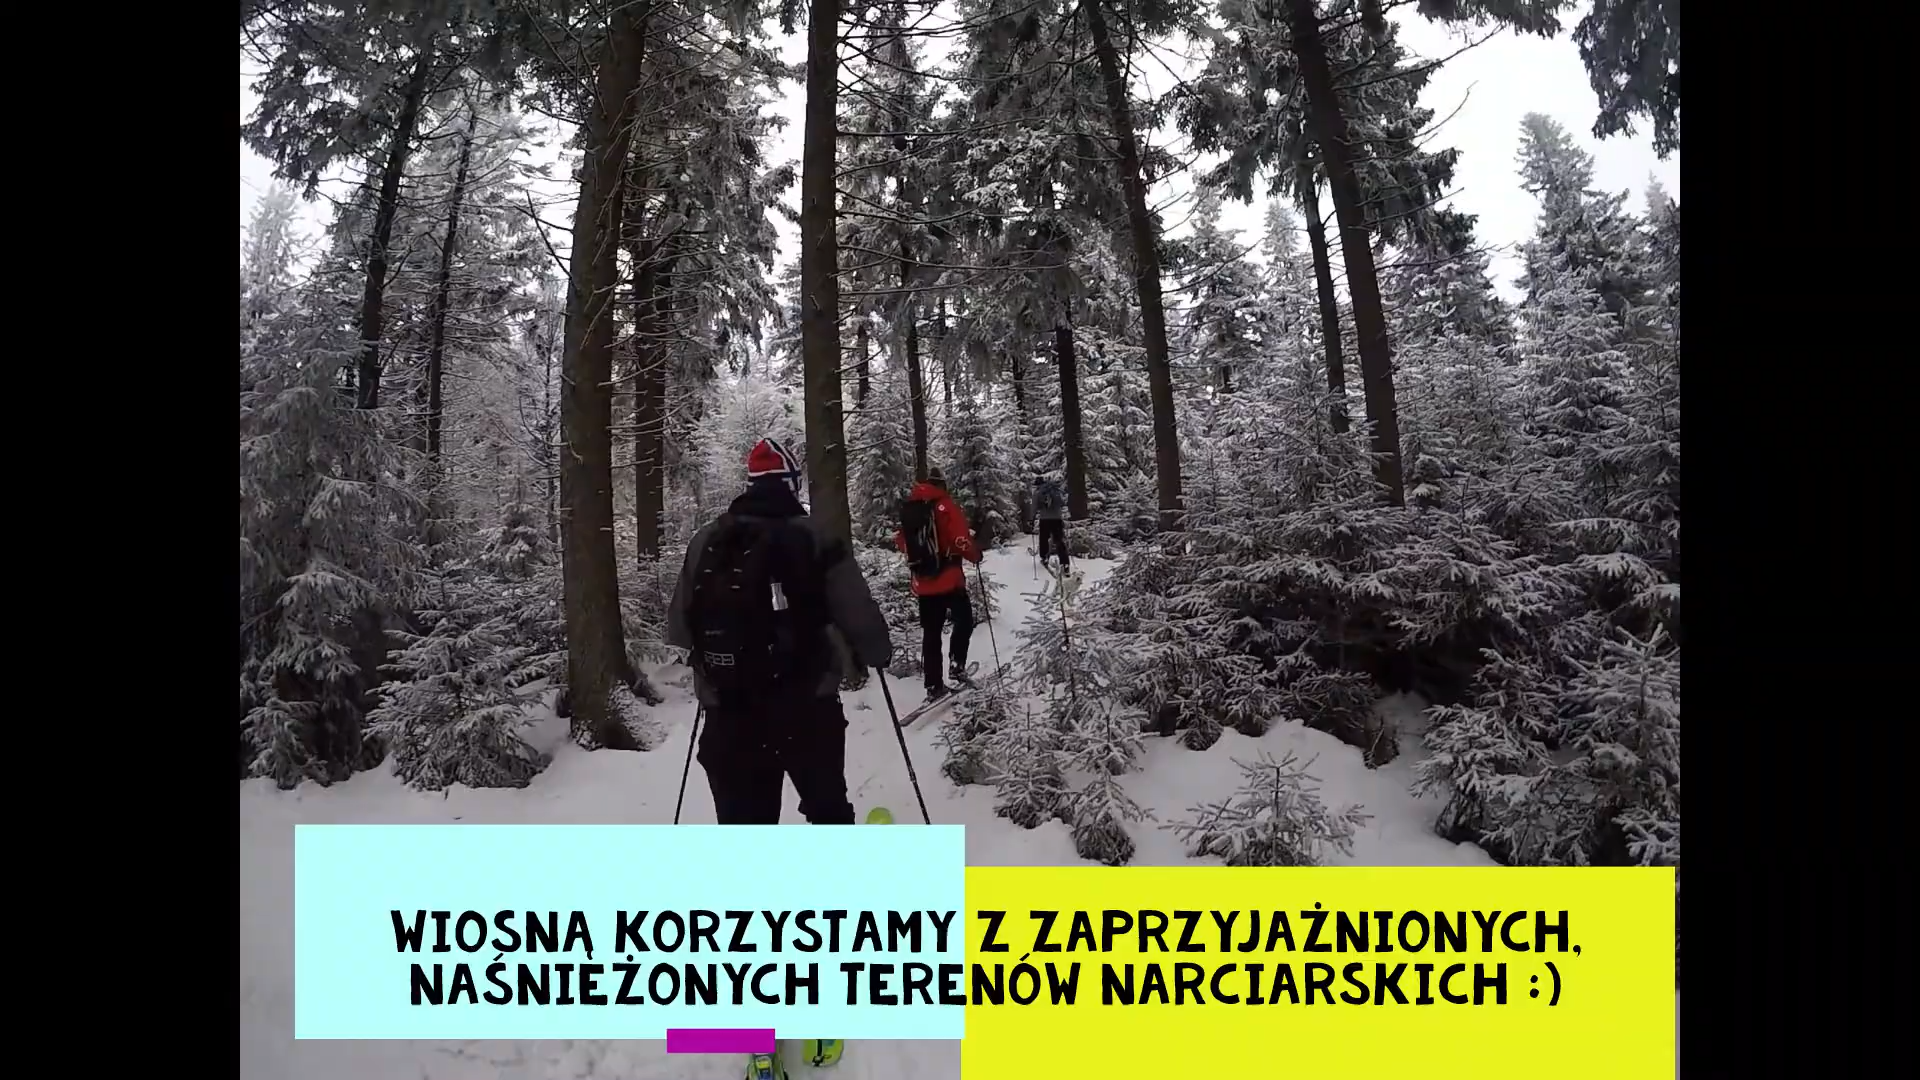 WIOSNĄ KORZYSTAMY Z ZAPRZYJAŹNIONYCH,
NAŚNIEŻONYCH TERENÓW NARCIARSKICH :)